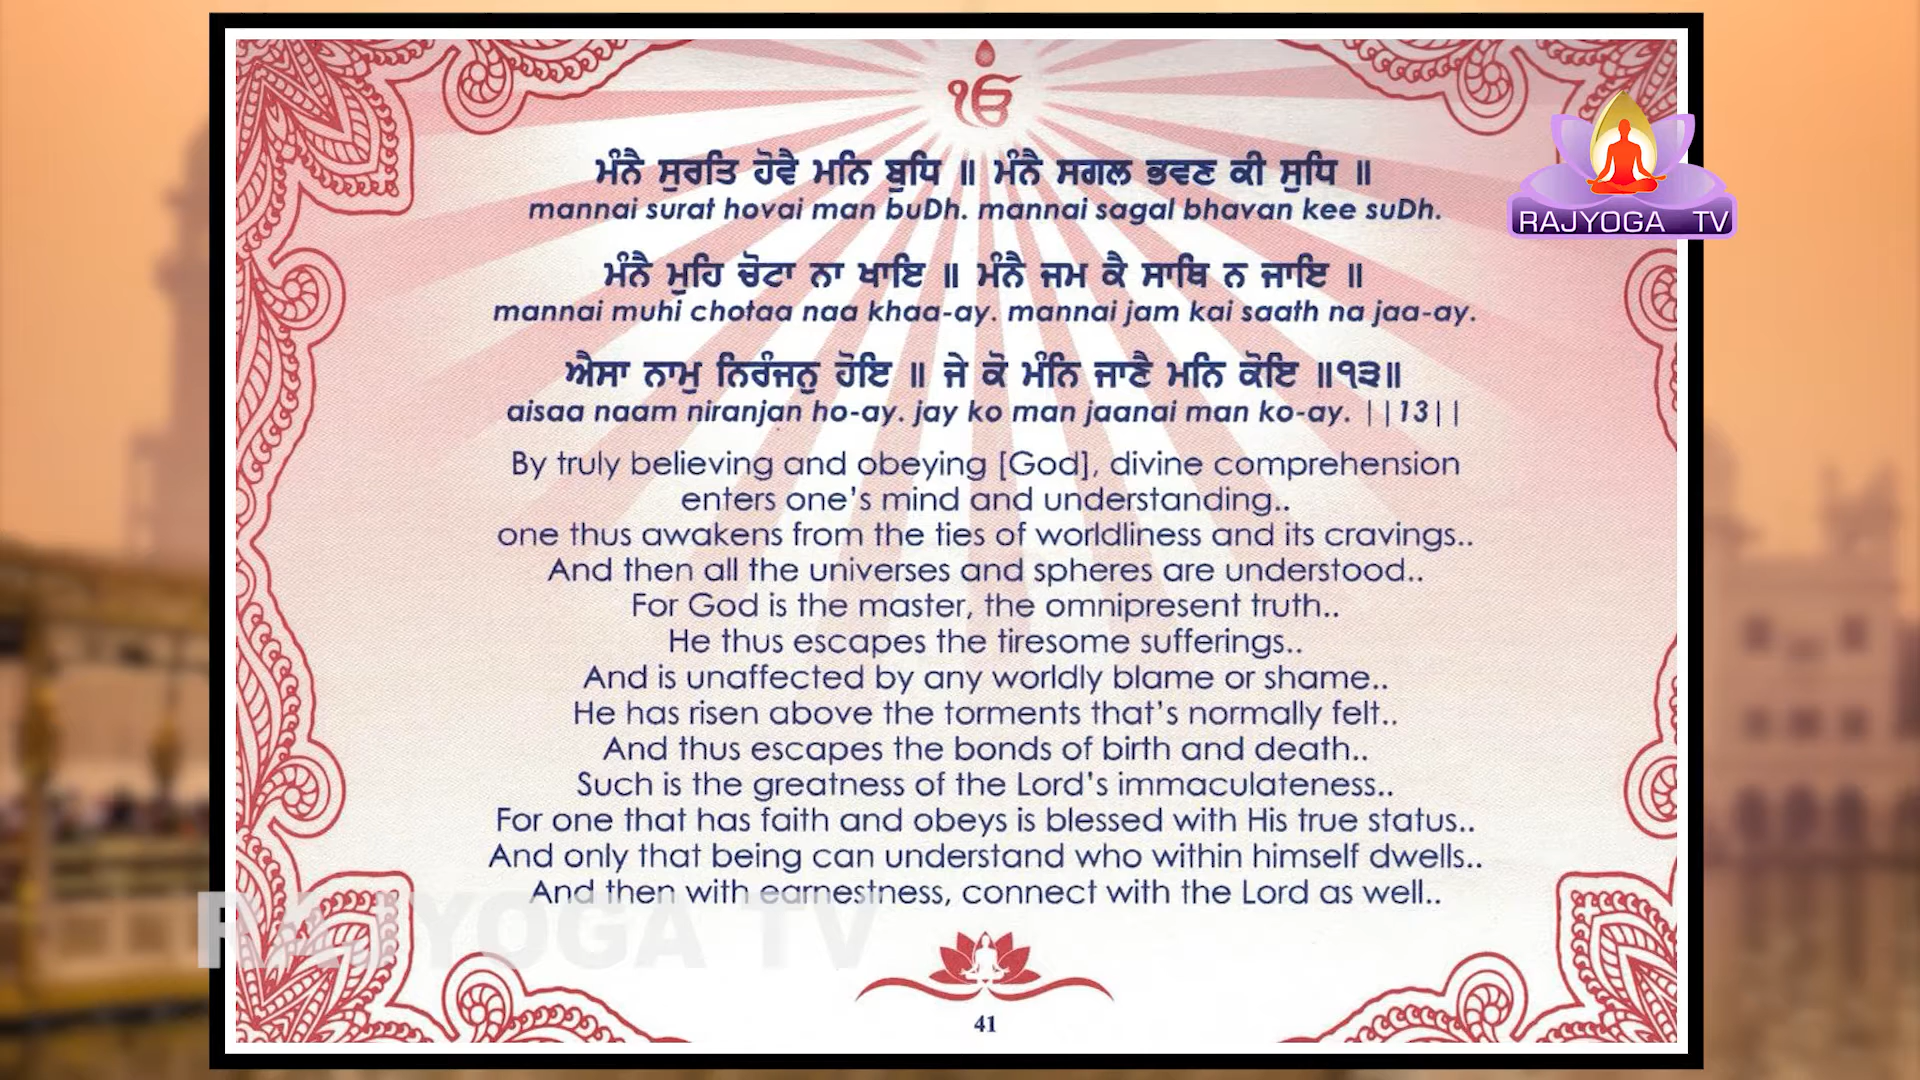 ੴ
ਮੰਨੈ ਸੁਰਤਿ ਹੋਵੈ ਮਨਿ ਬੁਧਿ ॥ ਮੰਨੈ ਸਗਲ ਭਵਣ ਕੀ ਸੁਧਿ ॥
mannai surat hovai man buDh. mannai sagal bhavan kee suDh.
ਮੰਨੈ ਮੁਹਿ ਚੋਟਾ ਨਾ ਖਾਇ ॥ ਮੰਨੈ ਜਮ ਕੈ ਸਾਥਿ ਨ ਜਾਇ ॥
mannai muhi chotaa naa khaa-ay. mannai jam kai saath na jaa-ay.
ਐਸਾ ਨਾਮੁ ਨਿਰੰਜਨੁ ਹੋਇ ॥ ਜੇ ਕੋ ਮੰਨਿ ਜਾਣੈ ਮਨਿ ਕੋਇ ॥੧੩॥
aisaa naam niranjan ho-ay. jay ko man jaanai man ko-ay. ||13||
By truly believing and obeying [God], divine comprehension
enters one's mind and understanding..
one thus awakens from the ties of worldliness and its cravings..
And then all the universes and spheres are understood..
For God is the master, the omnipresent truth..
He thus escapes the tiresome sufferings..
And is unaffected by any worldly blame or shame..
He has risen above the torments that's normally felt..
And thus escapes the bonds of birth and death..
Such is the greatness of the Lord's immaculateness..
For one that has faith and obeys is blessed with His true status..
And only that being can understand who within himself dwells..
And then with earnestness, connect with the Lord as well..
41
RAJYOGA TV
RAJYOGA TV